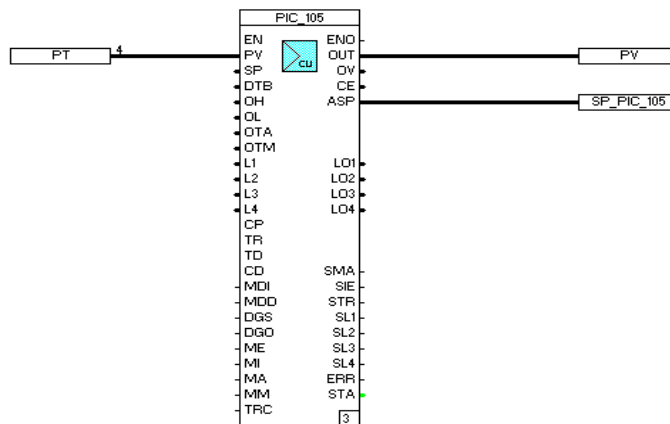 PIC_105
EN ENO
PT 4 PV CU OUT PV
SP OV
DTB CE
OH ASP SP_PIC_105
OL
OTA
OTM
L1 LO1
L2 LO2
L3 LO3
L4 LO4
CP
TR
TD
CD SMA
MDI SIE
MDD STR
DGS SL1
DGO SL2
ME SL3
MI SL4
MA ERR
MM STA
TRC 3